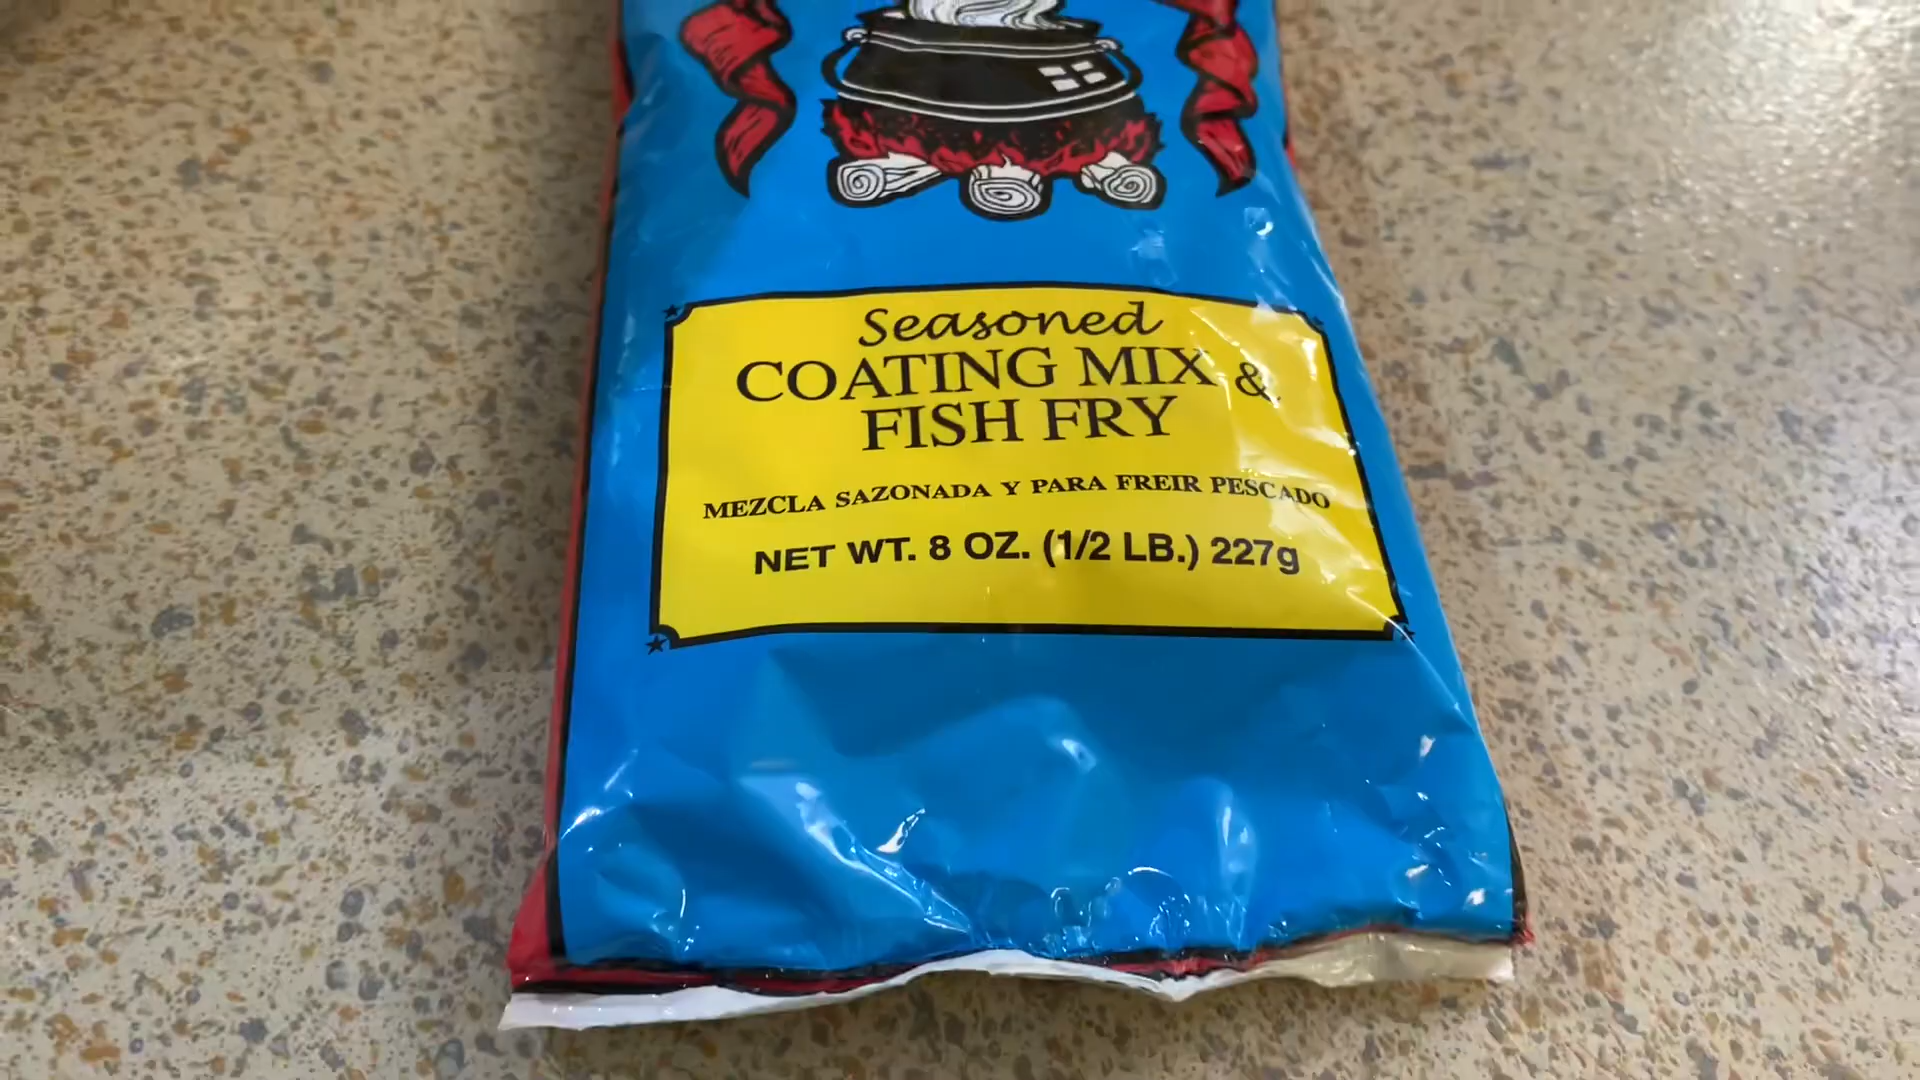 Seasoned
COATING MIX &
FISH FRY
MEZCLA SAZONADA Y PARA FREIR PESCADO
NET WT. 8 OZ. (1/2 LB.) 227g